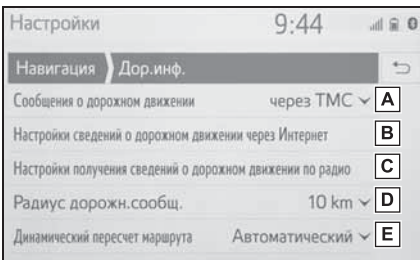 Настройки 9:44
Навигация Дор.инф.
Сообщения о дорожном движении через TMC A
Настройки сведений о дорожном движении через Интернет B
Настройки получения сведений о дорожном движении по радио C
Радиус дорожн.сообщ. 10 km D
Динамический пересчет маршрута Автоматический E